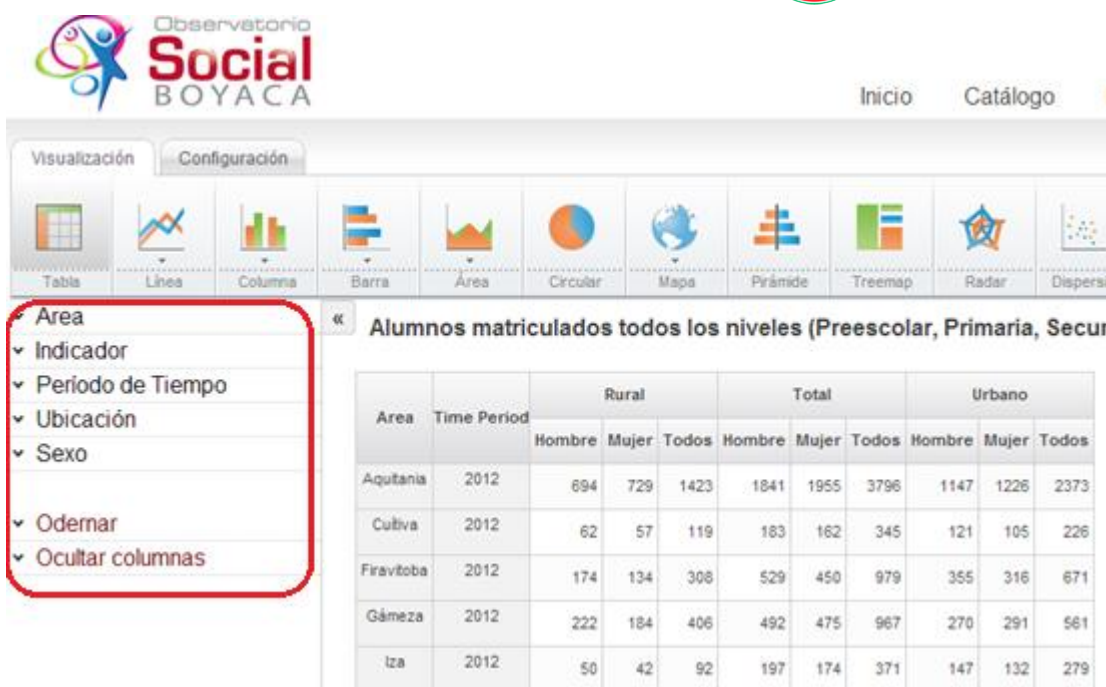 Observatorio
Social
BOYACA
Inicio Catálogo
Visualización Configuración
Tabla Línea Columna Barra Área Circular Mapa Pirámide Treemap Radar Dispers
Area
Indicador
Período de Tiempo
Ubicación
Sexo
Odernar
Ocultar columnas
«
Alumnos matriculados todos los niveles (Preescolar, Primaria, Secur
Area Time Period Rural Total Urbano
Hombre Mujer Todos Hombre Mujer Todos Hombre Mujer Todos
Aquitania 2012 694 729 1423 1841 1955 3796 1147 1226 2373
Cuítiva 2012 62 57 119 183 162 345 121 105 226
Firavitoba 2012 174 134 308 529 450 979 355 316 671
Gámeza 2012 222 184 406 492 475 967 270 291 561
Iza 2012 50 42 92 197 174 371 147 132 279